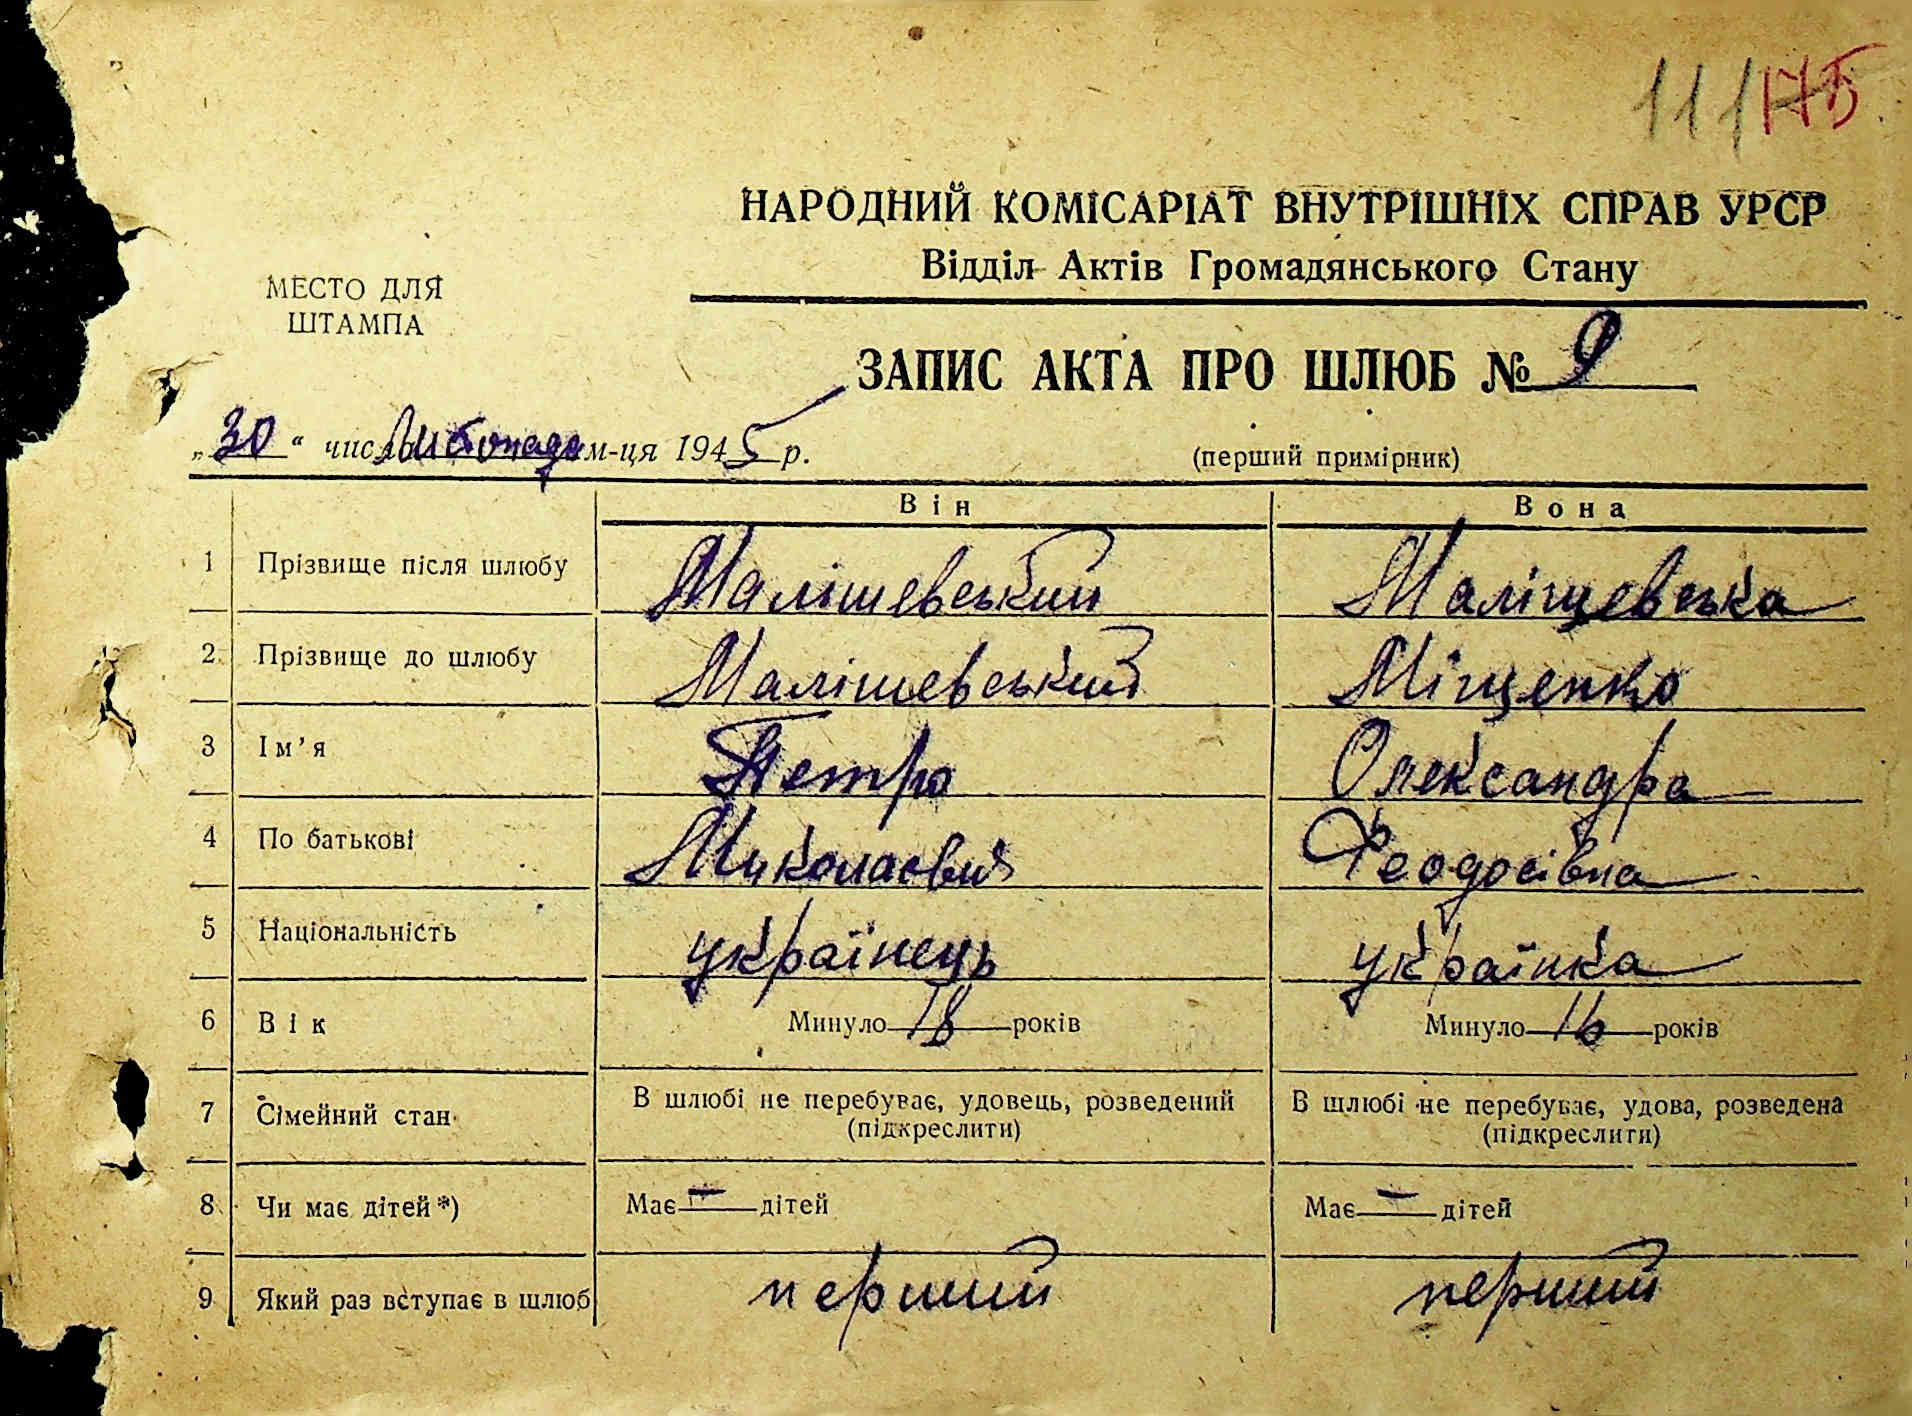 111 175
НАРОДНИЙ КОМІСАРІАТ ВНУТРІШНІХ СПРАВ УРСР
Відділ Актів Громадянського Стану
МЕСТО ДЛЯ
ШТАМПА
ЗАПИС АКТА ПРО ШЛЮБ № 9
„30“ числа Листопада м-ця 1945 р.
(перший примірник)
Він Вона
1 Прізвище після шлюбу Малішевський Малішевська
2 Прізвище до шлюбу Малішевський Міщенко
3 Ім’я Петро Олександра
4 По батькові Миколаєвич Феодосівна
5 Національність українець українка
6 Вік Минуло 18 років Минуло 16 років
7 Сімейний стан В шлюбі не перебуває, удовець, розведений (підкреслити) В шлюбі не перебуває, удова, розведена (підкреслити)
8 Чи має дітей*) Має — дітей Має — дітей
9 Який раз вступає в шлюб перший перший